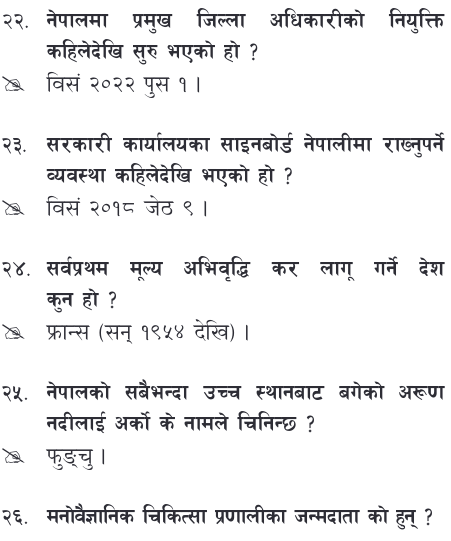 २२. नेपालमा प्रमुख जिल्ला अधिकारीको नियुक्ति
कहिलेदेखि सुरु भएको हो ?
विसं २०२२ पुस १ ।
२३. सरकारी कार्यालयका साइनबोर्ड नेपालीमा राख्नुपर्ने
व्यवस्था कहिलेदेखि भएको हो ?
विसं २०१८ जेठ ९ ।
२४. सर्वप्रथम मूल्य अभिवृद्धि कर लागू गर्ने देश
कुन हो ?
फ्रान्स (सन् १९५४ देखि) ।
२५. नेपालको सबैभन्दा उच्च स्थानबाट बगेको अरूण
नदीलाई अर्को के नामले चिनिन्छ ?
फुङ्चु ।
२६. मनोवैज्ञानिक चिकित्सा प्रणालीका जन्मदाता को हुन् ?